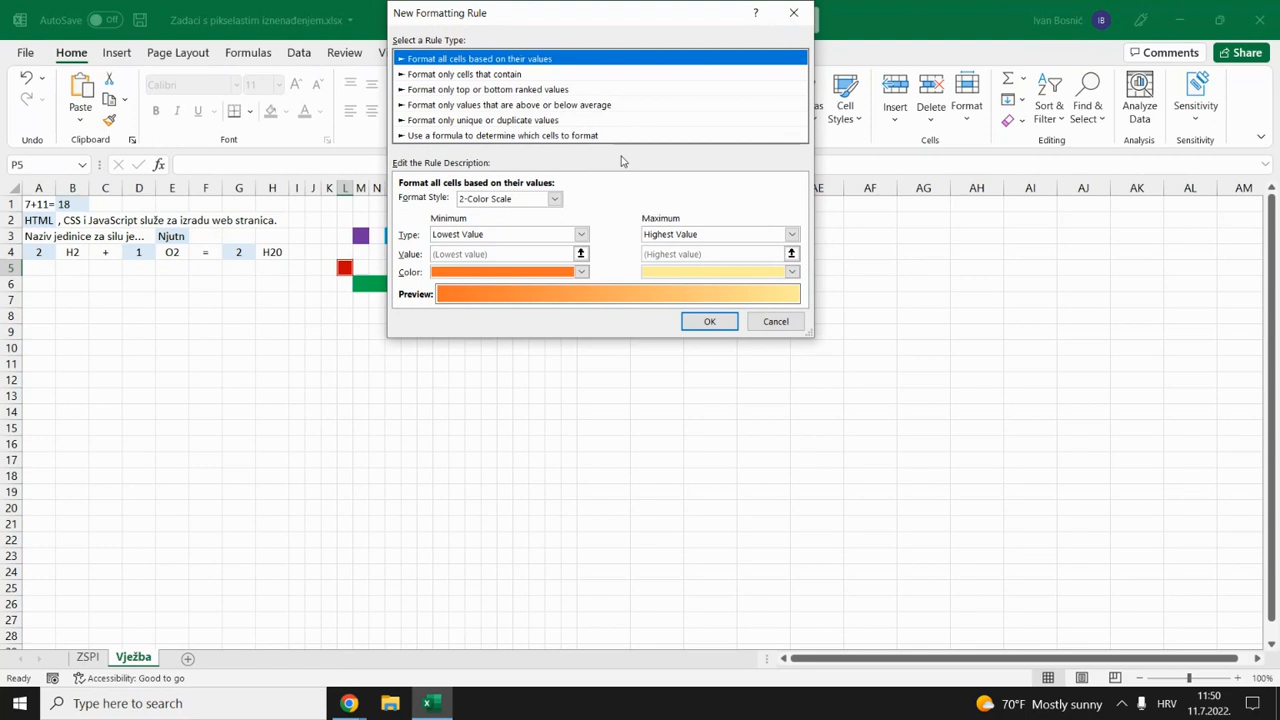 AutoSave Off Zadaci s pikselastim iznenađenjem.xlsx New Formatting Rule ? Ivan Bosnić IB
File Home Insert Page Layout Formulas Data Review Comments Share
Undo Paste Clipboard B I U Font Cell Styles Insert Delete Format Cells Sort & Filter Find & Select Editing Analyze Data Analysis Sensitivity Sensitivity
Select a Rule Type:
► Format all cells based on their values
► Format only cells that contain
► Format only top or bottom ranked values
► Format only values that are above or below average
► Format only unique or duplicate values
► Use a formula to determine which cells to format
Edit the Rule Description:
Format all cells based on their values:
Format Style: 2-Color Scale
Minimum Maximum
Type: Lowest Value Highest Value
Value: (Lowest value) (Highest value)
Color:
Preview:
OK Cancel
P5 fx
A B C D E F G H I J K L M N AE AF AG AH AI AJ AK AL AM
1 7+11= 18
2 HTML , CSS i JavaScript služe za izradu web stranica.
3 Naziv jedinice za silu je... Njutn
4 2 H2 + 1 O2 = 2 H20
5
6
7
8
9
10
11
12
13
14
15
16
17
18
19
20
21
22
23
24
25
26
27
28
ZSPI Vježba
Ready Accessibility: Good to go 100%
Type here to search 70°F Mostly sunny HRV 11:50
11.7.2022.